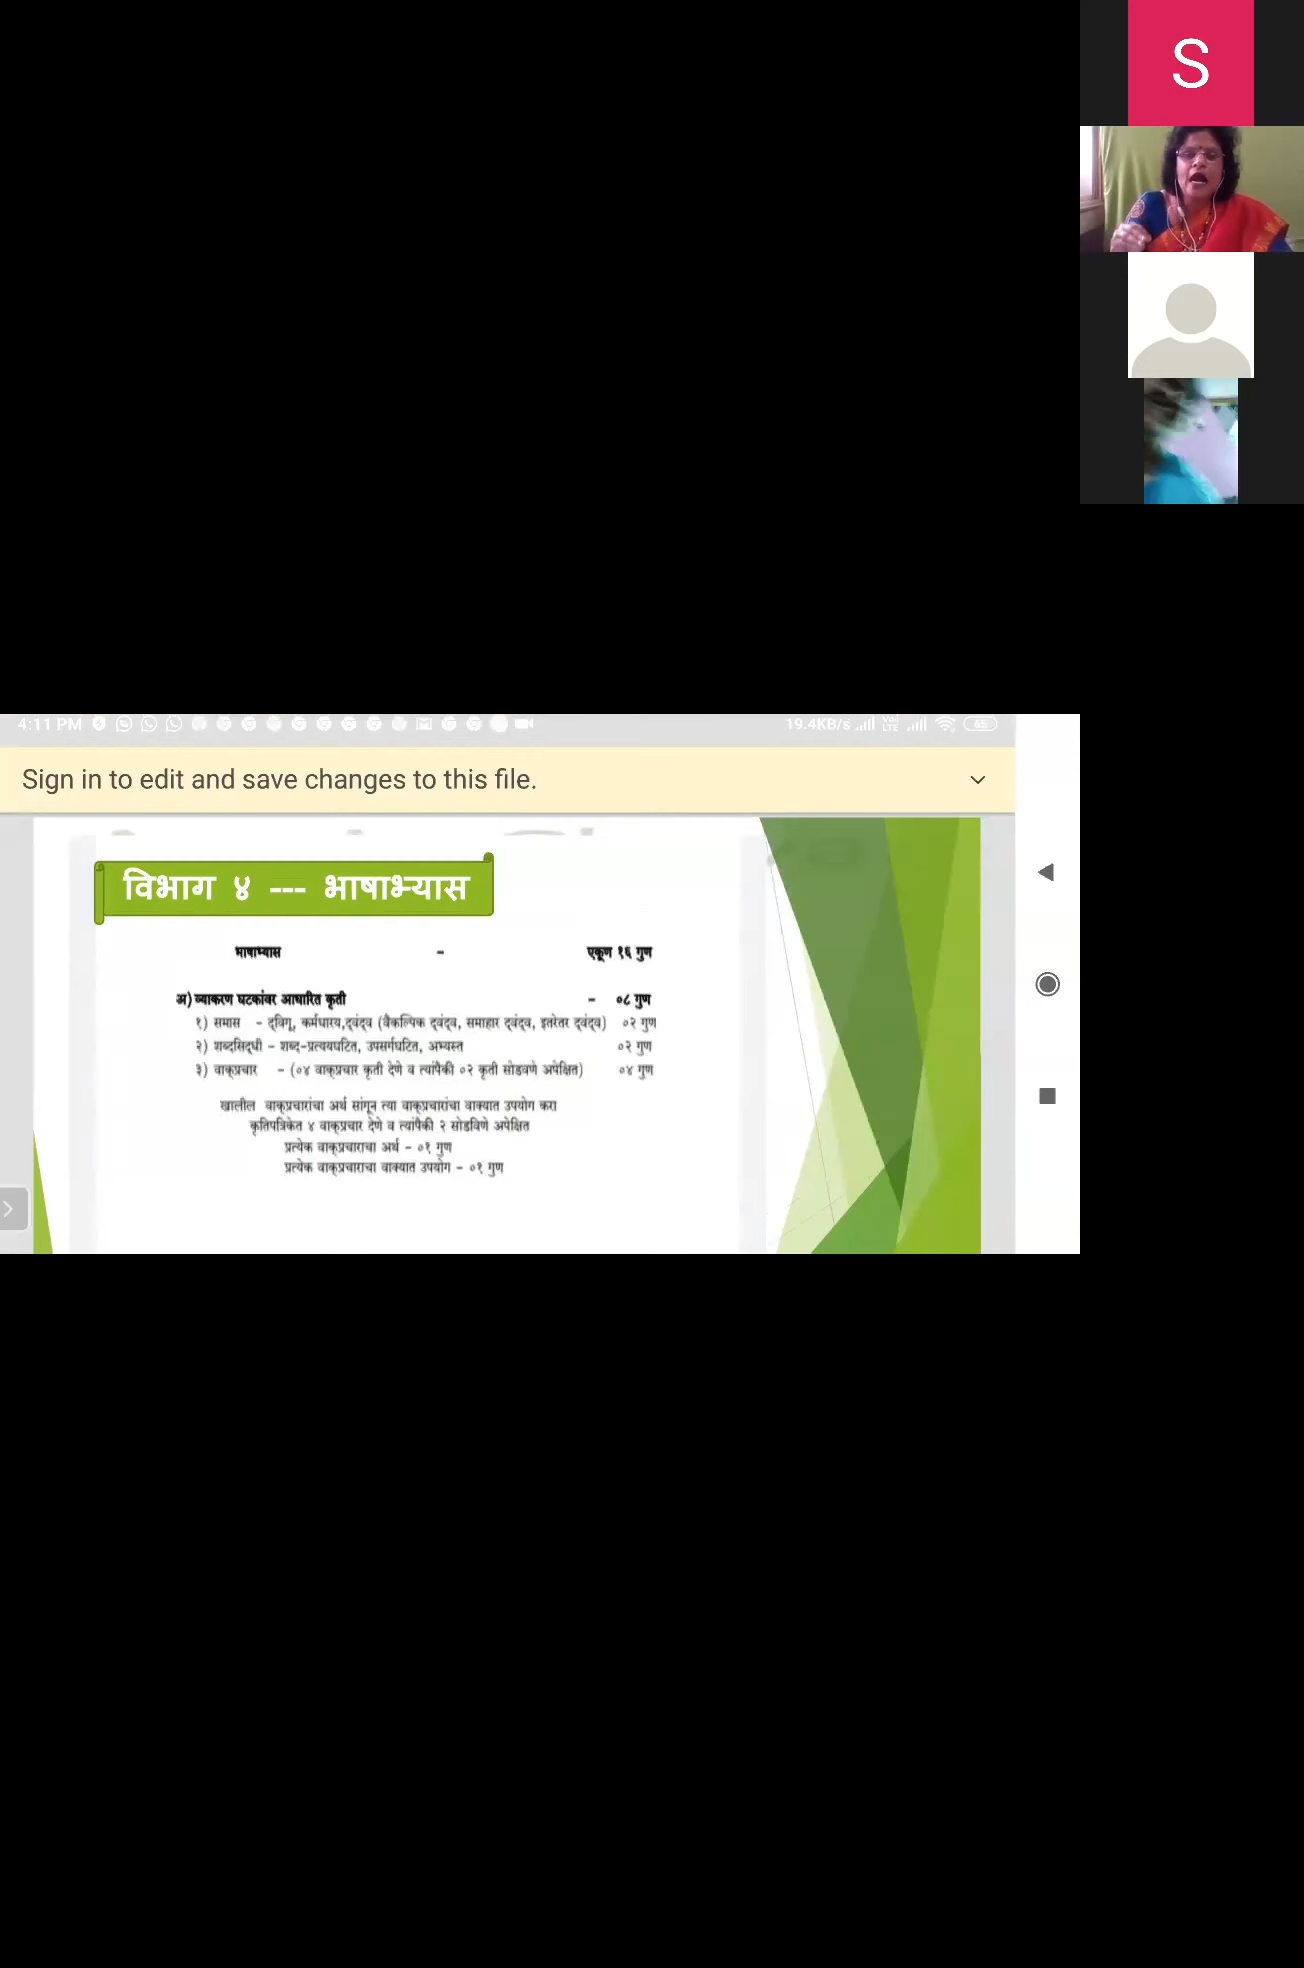 S
4:11 PM
19.4KB/s VoLTE 65
Sign in to edit and save changes to this file.
विभाग ४ --- भाषाभ्यास
भाषाभ्यास – एकूण १६ गुण
अ) व्याकरण घटकांवर आधारित कृती – ०८ गुण
१) समास – द्विगू, कर्मधारय,द्वंद्व (वैकल्पिक द्वंद्व, समाहार द्वंद्व, इतरेतर द्वंद्व) ०२ गुण
२) शब्दसिद्धी – शब्द-प्रत्ययघटित, उपसर्गघटित, अभ्यस्त ०२ गुण
३) वाक्प्रचार – (०४ वाक्प्रचार कृती देणे व त्यांपैकी ०२ कृती सोडवणे अपेक्षित) ०४ गुण
खालील वाक्प्रचारांचा अर्थ सांगून त्या वाक्प्रचारांचा वाक्यात उपयोग करा
कृतिपत्रिकेत ४ वाक्प्रचार देणे व त्यांपैकी २ सोडविणे अपेक्षित
प्रत्येक वाक्प्रचाराचा अर्थ – ०१ गुण
प्रत्येक वाक्प्रचाराचा वाक्यात उपयोग – ०१ गुण